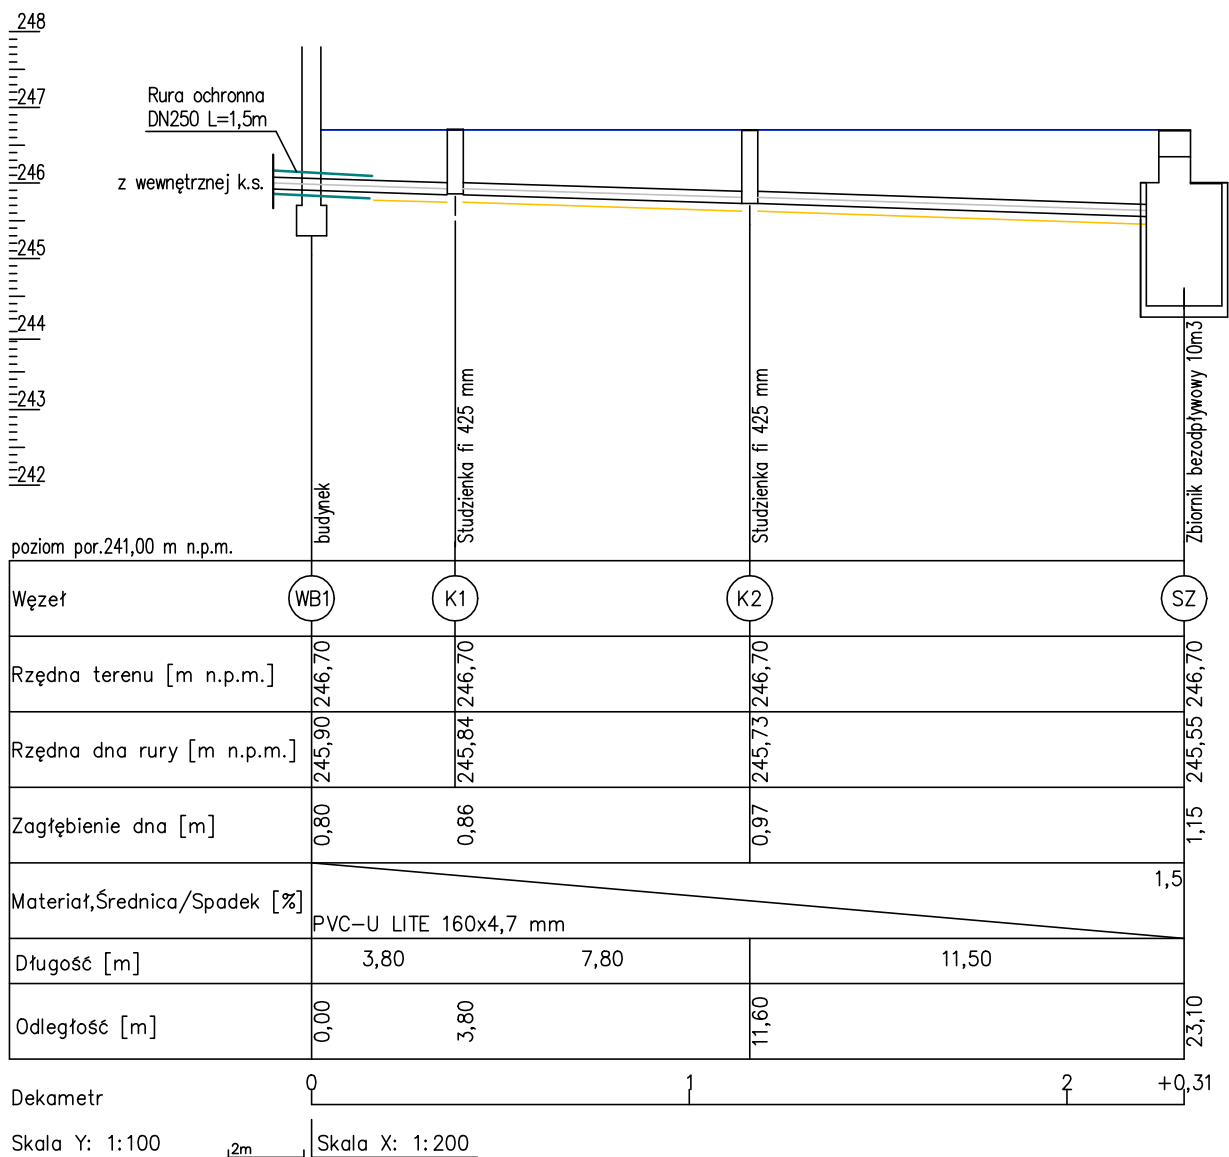 248
247
246
245
244
243
242
Rura ochronna
DN250 L=1,5m
z wewnętrznej k.s.
budynek
Studzienka fi 425 mm
Studzienka fi 425 mm
Zbiornik bezodpływowy 10m3
poziom por.241,00 m n.p.m.
Węzeł WB1 K1 K2 SZ
Rzędna terenu [m n.p.m.] 246,70 246,70 246,70 246,70
Rzędna dna rury [m n.p.m.] 245,90 245,84 245,73 245,55
Zagłębienie dna [m] 0,80 0,86 0,97 1,15
1,5
Materiał,Średnica/Spadek [%]
PVC-U LITE 160x4,7 mm
Długość [m] 3,80 7,80 11,50
Odległość [m] 0,00 3,80 11,60 23,10
0 1 2 +0,31
Dekametr
Skala Y: 1:100 2m Skala X: 1:200